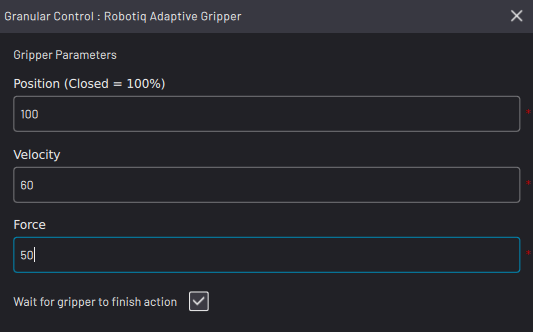 Granular Control : Robotiq Adaptive Gripper
Gripper Parameters
Position (Closed = 100%)
100
*
Velocity
60
*
Force
50
*
Wait for gripper to finish action